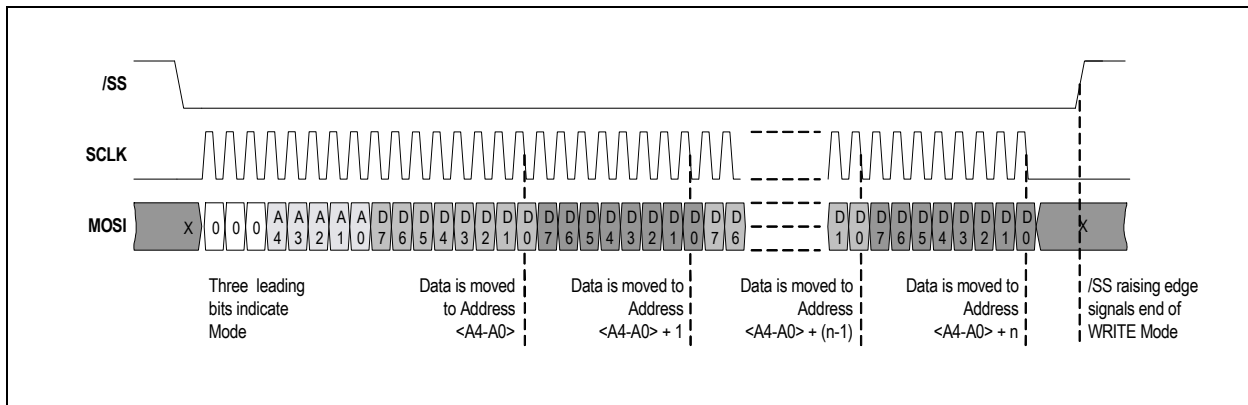 /SS
SCLK
MOSI X 0 0 0 A4 A3 A2 A1 A0 D7 D6 D5 D4 D3 D2 D1 D0 D7 D6 D5 D4 D3 D2 D1 D0 D7 D6 D1 D0 D7 D6 D5 D4 D3 D2 D1 D0 X
Three leading
bits indicate
Mode
Data is moved
to Address
<A4-A0>
Data is moved to
Address
<A4-A0> + 1
Data is moved to
Address
<A4-A0> + (n-1)
Data is moved to
Address
<A4-A0> + n
/SS raising edge
signals end of
WRITE Mode